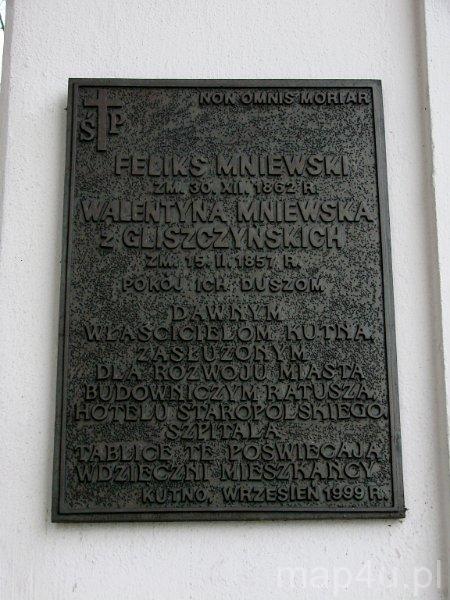 NON OMNIS MORIAR
Ś P
FELIKS MNIEWSKI
ZM. 30. XII. 1862 R.
WALENTYNA MNIEWSKA
Z GLISZCZYŃSKICH
ZM. 15. II. 1857 R.
POKÓJ ICH DUSZOM
DAWNYM
WŁAŚCICIELOM KUTNA,
ZASŁUŻONYM
DLA ROZWOJU MIASTA
BUDOWNICZYM RATUSZA,
HOTELU STAROPOLSKIEGO,
SZPITALA
TABLICĘ TĘ POŚWIĘCAJĄ
WDZIĘCZNI MIESZKAŃCY
KUTNO, WRZESIEŃ 1999 R.
map4u.pl